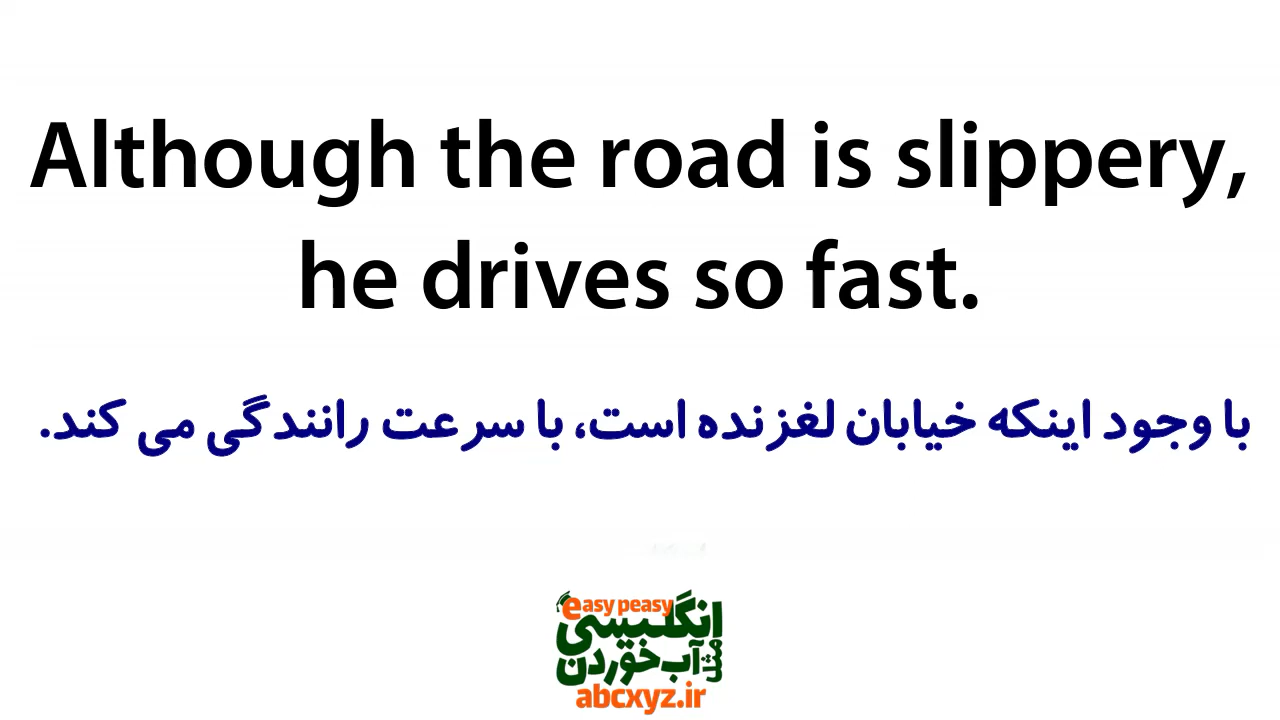 Although the road is slippery,
he drives so fast.
با وجود اینکه خیابان لغزنده است، با سرعت رانندگی می کند.
easy peasy
انگلیسی
مثل آب خوردن
abcxyz.ir